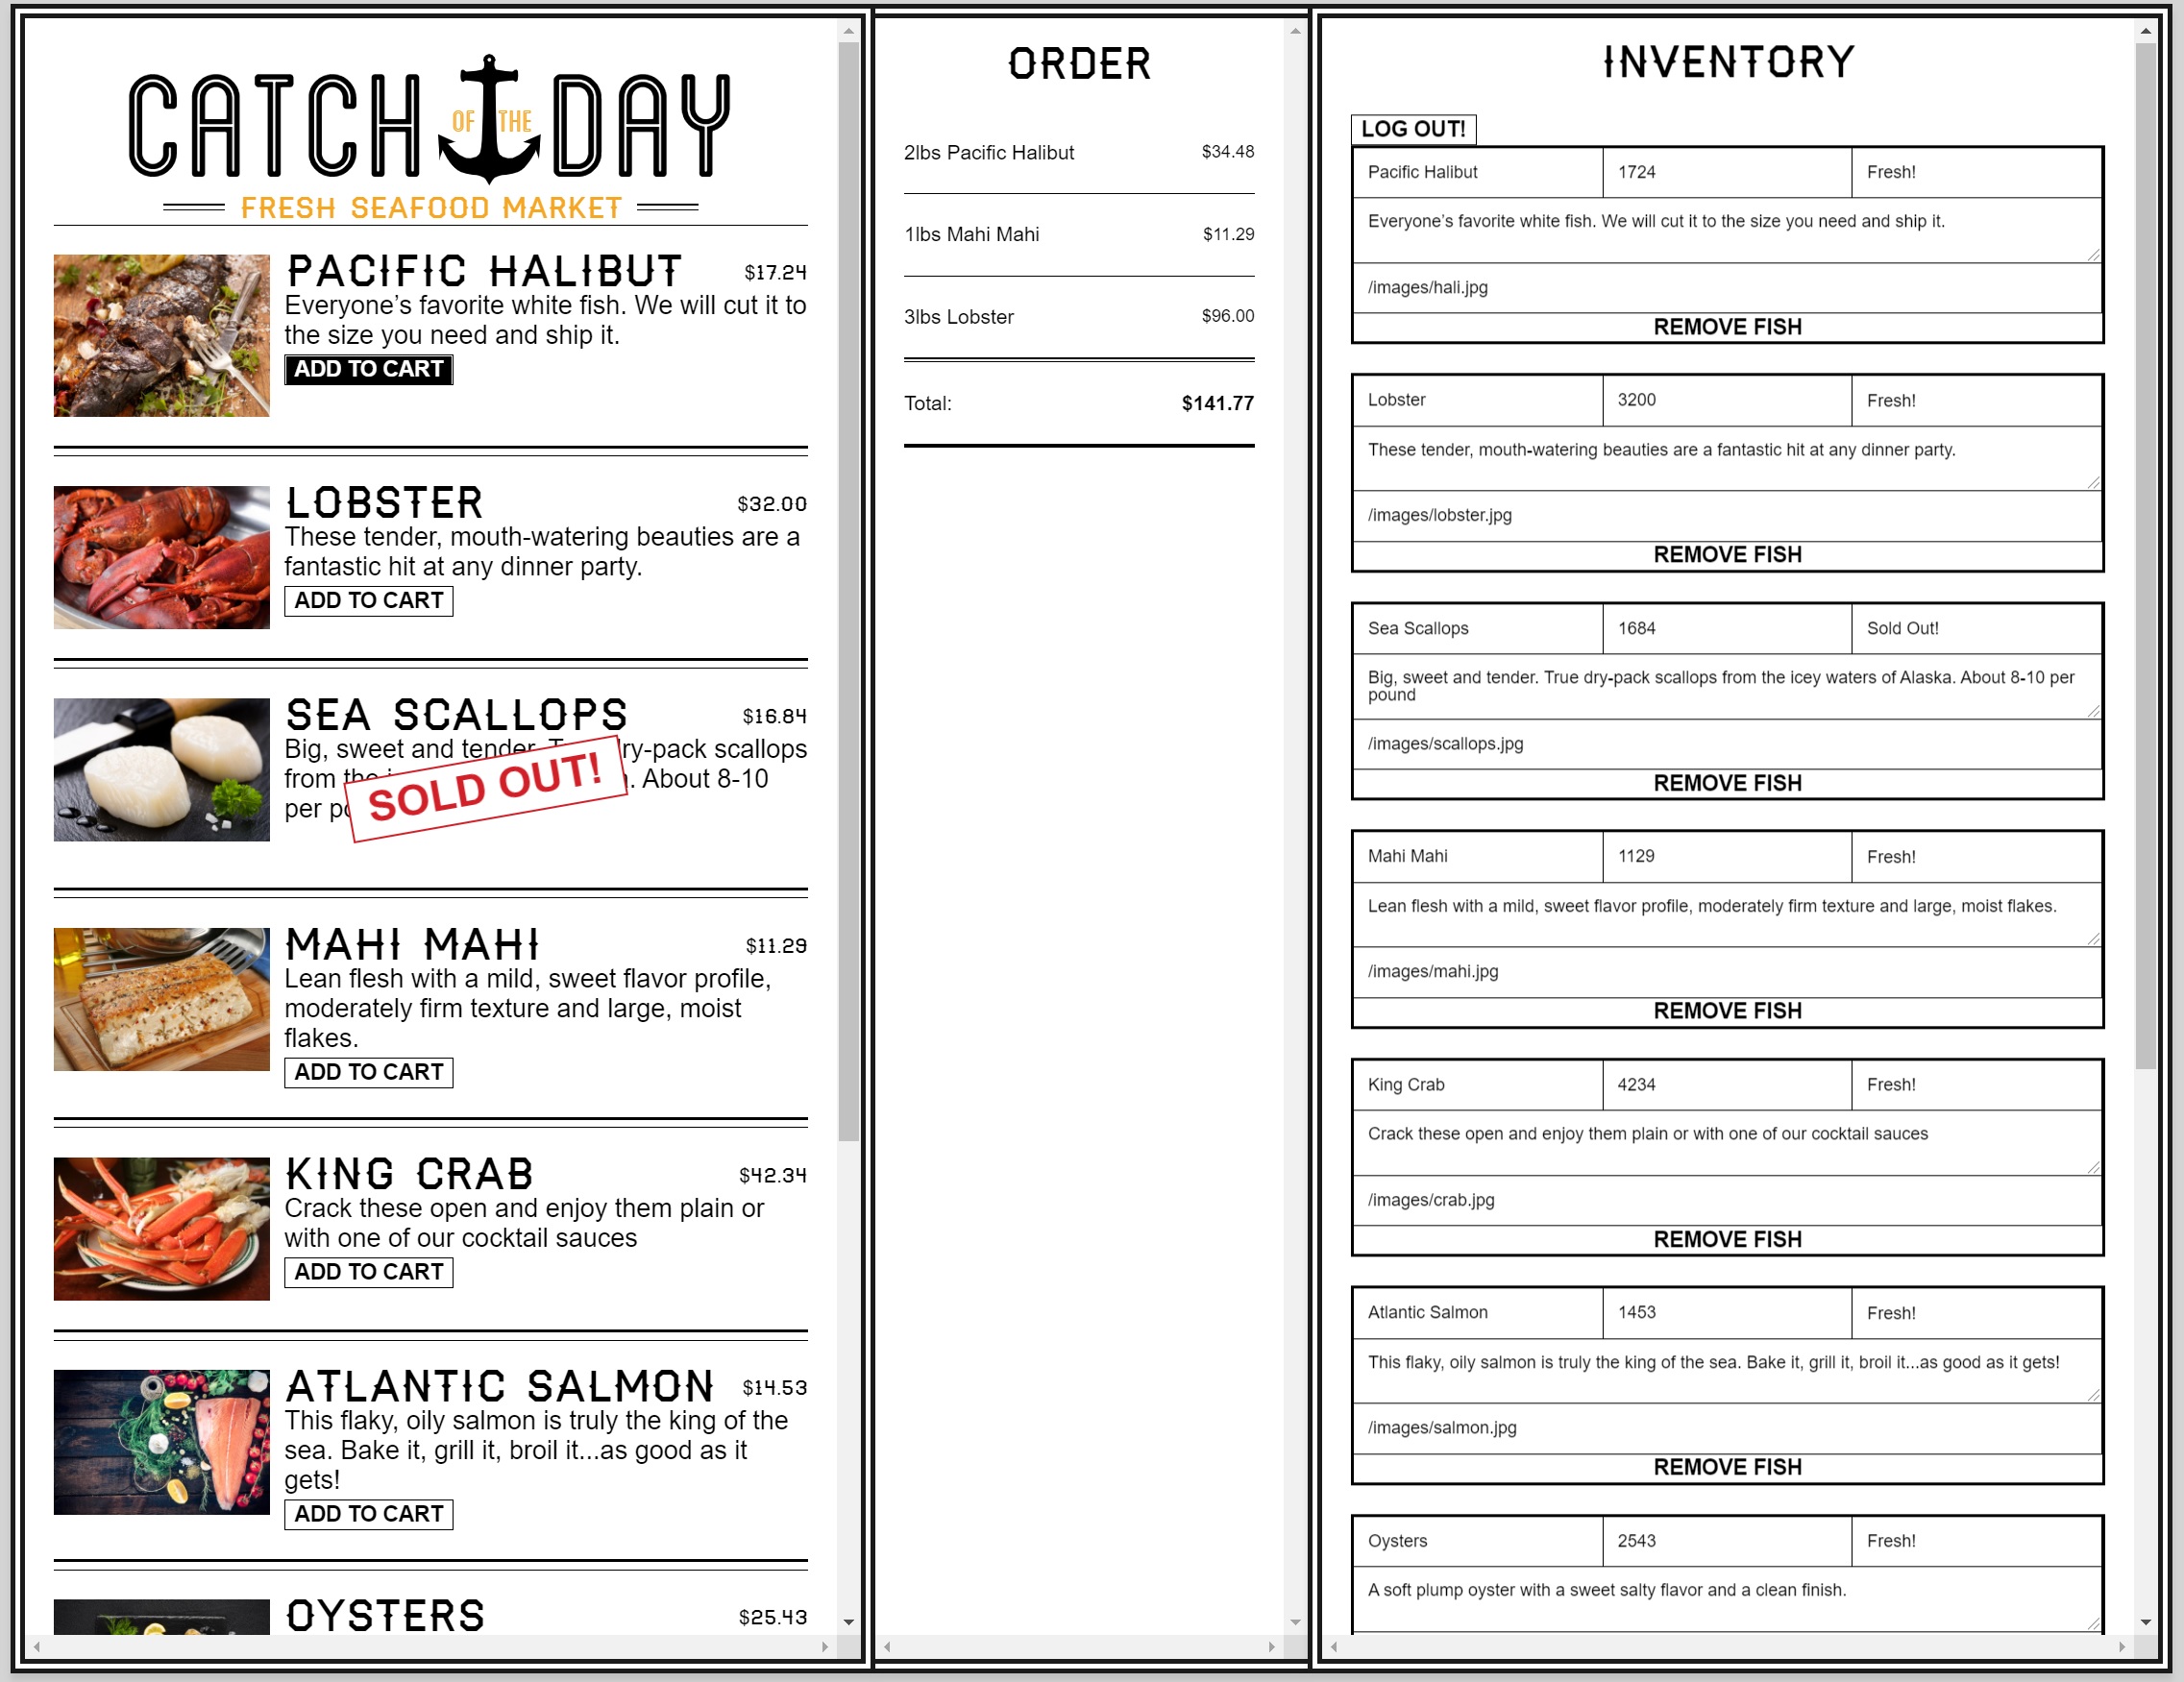 CATCH OF THE DAY
FRESH SEAFOOD MARKET
PACIFIC HALIBUT $17.24
Everyone’s favorite white fish. We will cut it to
the size you need and ship it.
ADD TO CART
LOBSTER $32.00
These tender, mouth-watering beauties are a
fantastic hit at any dinner party.
ADD TO CART
SEA SCALLOPS $16.84
Big, sweet and tender. dry-pack scallops
from the About 8-10
per
SOLD OUT!
MAHI MAHI $11.29
Lean flesh with a mild, sweet flavor profile,
moderately firm texture and large, moist
flakes.
ADD TO CART
KING CRAB $42.34
Crack these open and enjoy them plain or
with one of our cocktail sauces
ADD TO CART
ATLANTIC SALMON $14.53
This flaky, oily salmon is truly the king of the
sea. Bake it, grill it, broil it...as good as it
gets!
ADD TO CART
OYSTERS $25.43
ORDER
2lbs Pacific Halibut $34.48
1lbs Mahi Mahi $11.29
3lbs Lobster $96.00
Total: $141.77
INVENTORY
LOG OUT!
Pacific Halibut 1724 Fresh!
Everyone’s favorite white fish. We will cut it to the size you need and ship it.
/images/hali.jpg
REMOVE FISH
Lobster 3200 Fresh!
These tender, mouth-watering beauties are a fantastic hit at any dinner party.
/images/lobster.jpg
REMOVE FISH
Sea Scallops 1684 Sold Out!
Big, sweet and tender. True dry-pack scallops from the icey waters of Alaska. About 8-10 per
pound
/images/scallops.jpg
REMOVE FISH
Mahi Mahi 1129 Fresh!
Lean flesh with a mild, sweet flavor profile, moderately firm texture and large, moist flakes.
/images/mahi.jpg
REMOVE FISH
King Crab 4234 Fresh!
Crack these open and enjoy them plain or with one of our cocktail sauces
/images/crab.jpg
REMOVE FISH
Atlantic Salmon 1453 Fresh!
This flaky, oily salmon is truly the king of the sea. Bake it, grill it, broil it...as good as it gets!
/images/salmon.jpg
REMOVE FISH
Oysters 2543 Fresh!
A soft plump oyster with a sweet salty flavor and a clean finish.